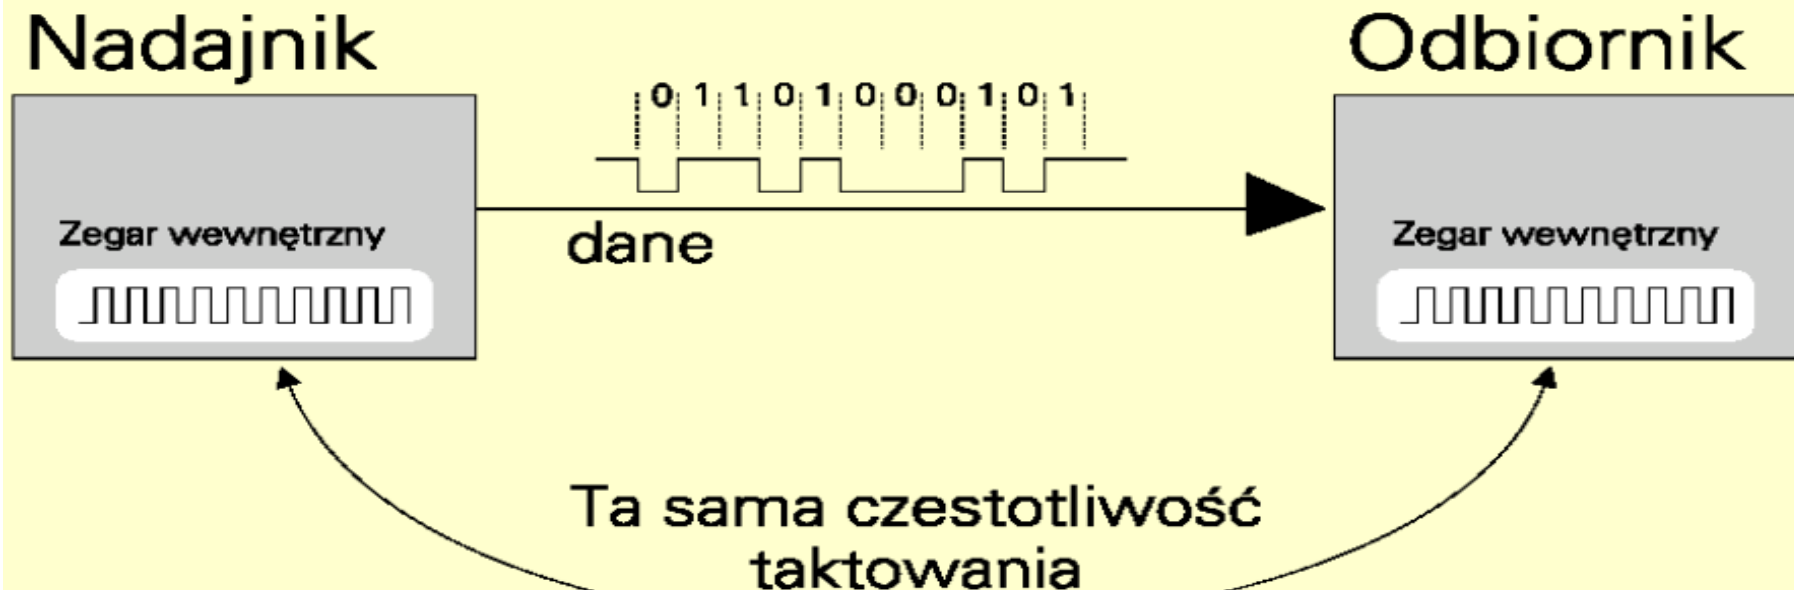 Nadajnik
Odbiornik
0 1 1 0 1 0 0 0 1 0 1
Zegar wewnętrzny
dane
Zegar wewnętrzny
Ta sama czestotliwość
taktowania